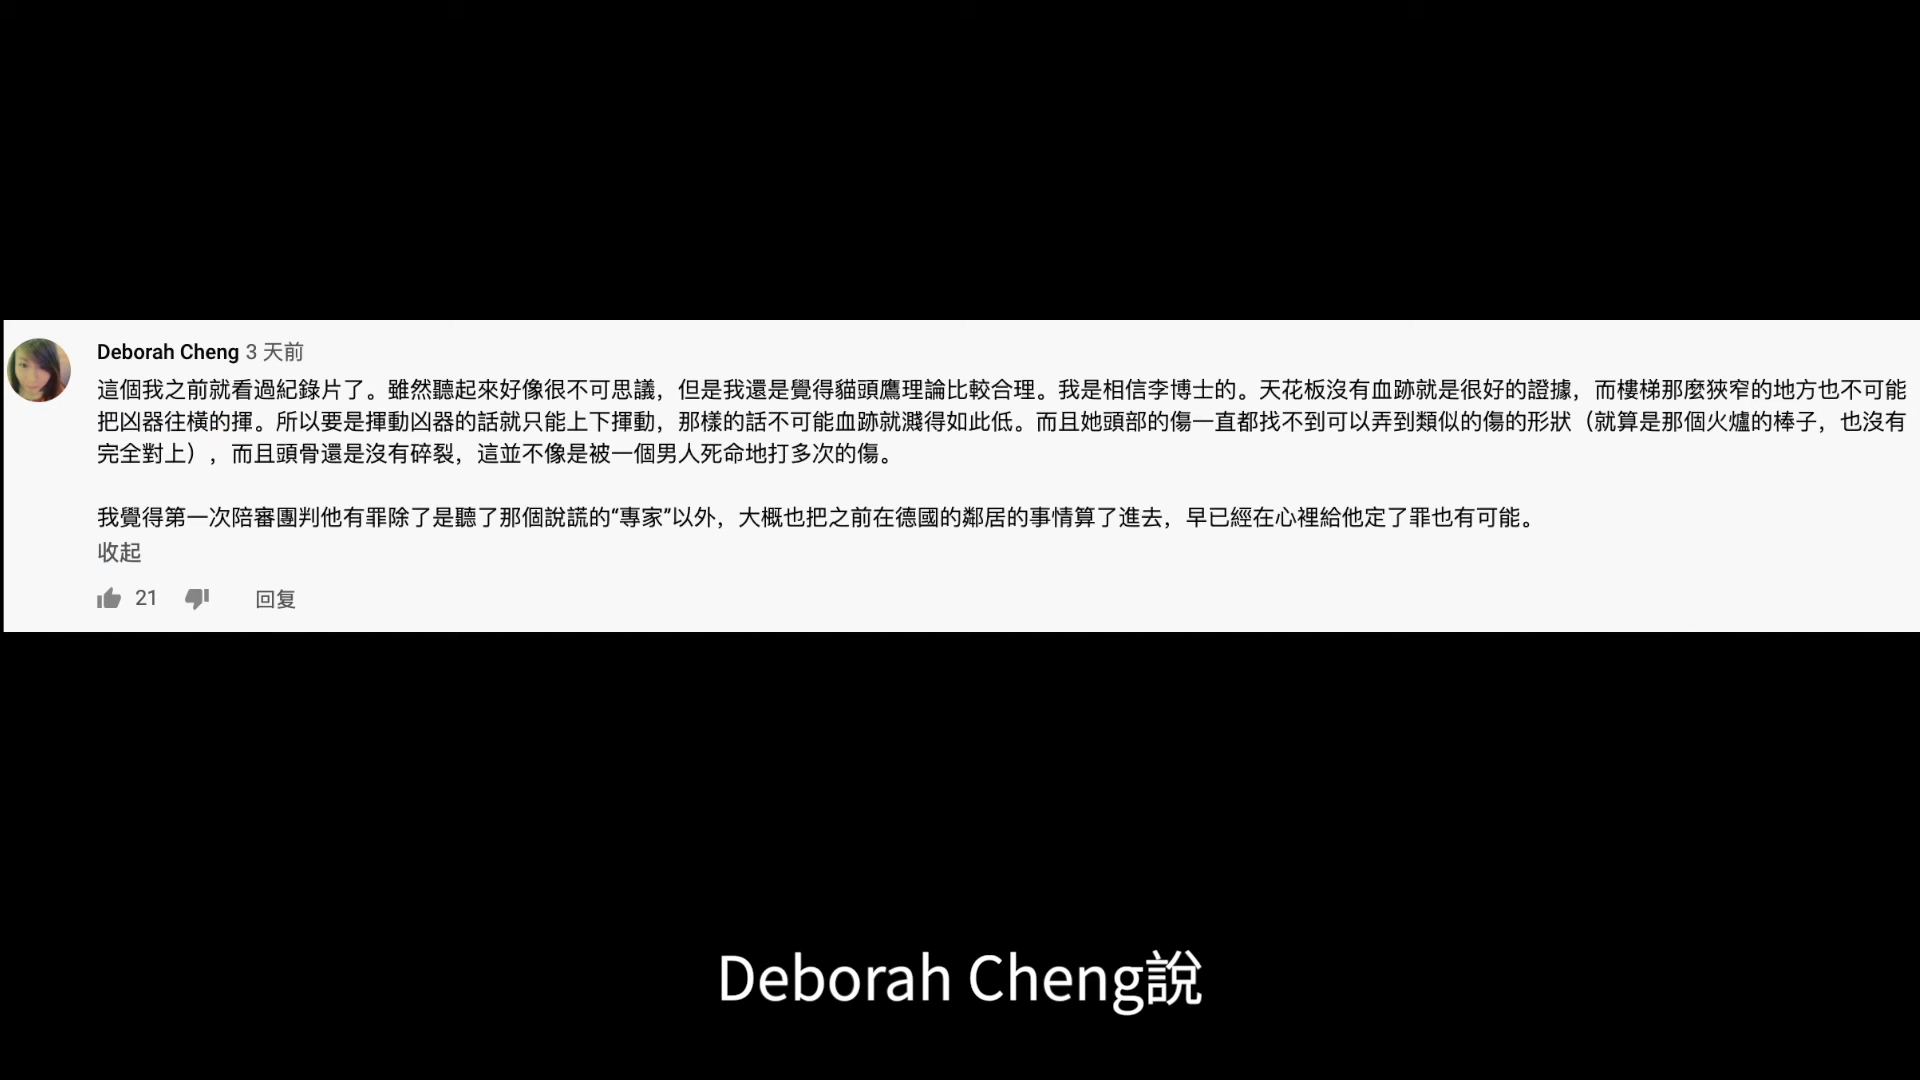 Deborah Cheng 3 天前
這個我之前就看過紀錄片了。雖然聽起來好像很不可思議，但是我還是覺得貓頭鷹理論比較合理。我是相信李博士的。天花板沒有血跡就是很好的證據，而樓梯那麼狹窄的地方也不可能
把凶器往橫的揮。所以要是揮動凶器的話就只能上下揮動，那樣的話不可能血跡就濺得如此低。而且她頭部的傷一直都找不到可以弄到類似的傷的形狀（就算是那個火爐的棒子，也沒有
完全對上），而且頭骨還是沒有碎裂，這並不像是被一個男人死命地打多次的傷。
我覺得第一次陪審團判他有罪除了是聽了那個說謊的“專家”以外，大概也把之前在德國的鄰居的事情算了進去，早已經在心裡給他定了罪也有可能。
收起
21 回复
Deborah Cheng說